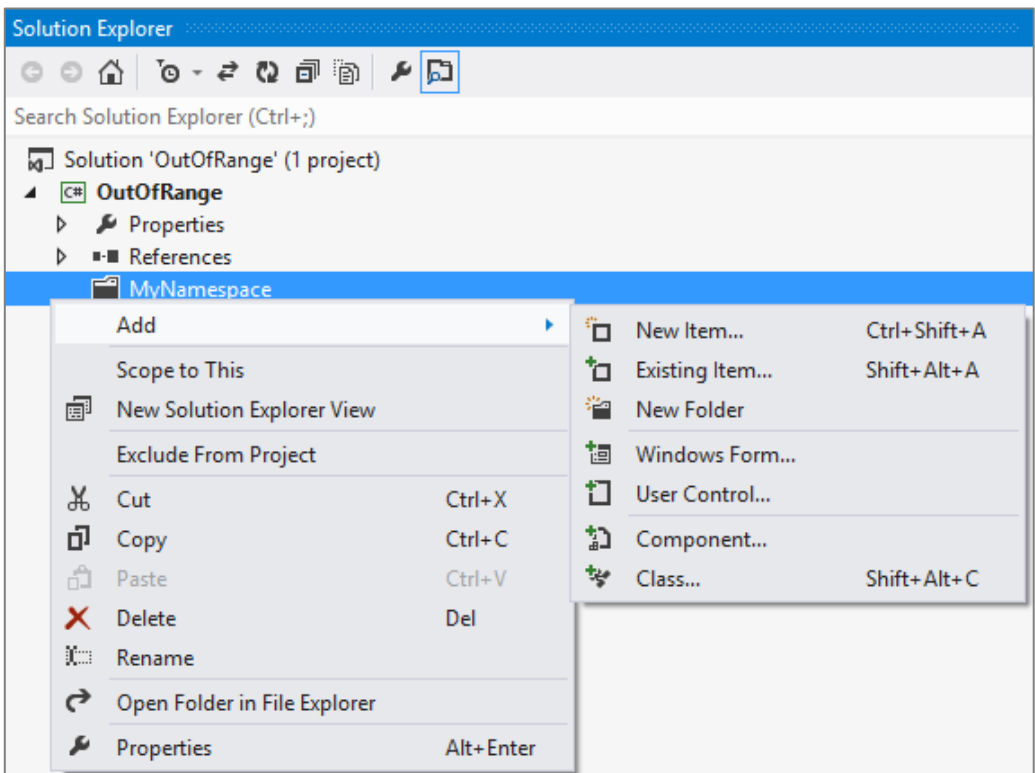 Solution Explorer
Search Solution Explorer (Ctrl+;)
Solution 'OutOfRange' (1 project)
C# OutOfRange
Properties
References
MyNamespace
Add
Scope to This
New Solution Explorer View
Exclude From Project
Cut Ctrl+X
Copy Ctrl+C
Paste Ctrl+V
Delete Del
Rename
Open Folder in File Explorer
Properties Alt+Enter
New Item... Ctrl+Shift+A
Existing Item... Shift+Alt+A
New Folder
Windows Form...
User Control...
Component...
Class... Shift+Alt+C